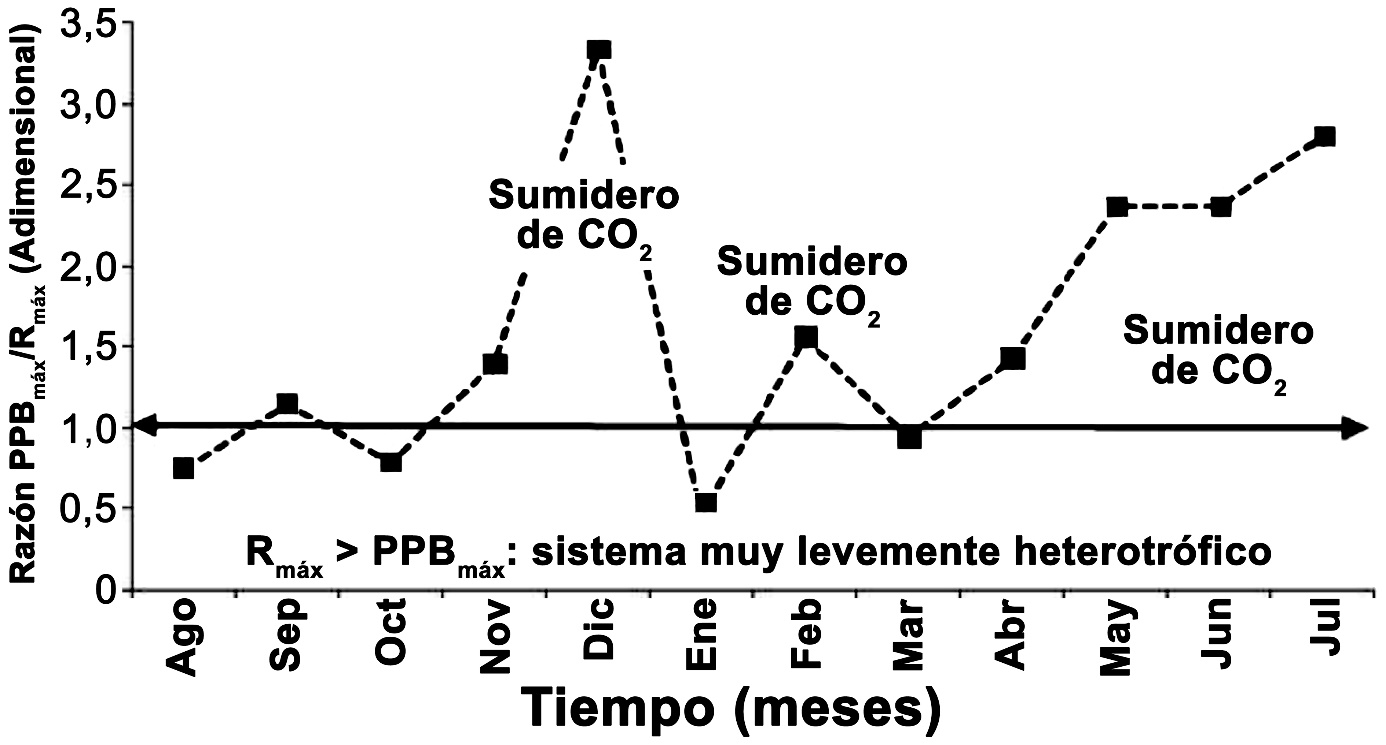 Razón PPBmáx/Rmáx (Adimensional)
3,5
3,0
2,5
2,0
1,5
1,0
0,5
0
Sumidero
de CO2
Sumidero
de CO2
Sumidero
de CO2
Rmáx > PPBmáx: sistema muy levemente heterotrófico
Ago
Sep
Oct
Nov
Dic
Ene
Feb
Mar
Abr
May
Jun
Jul
Tiempo (meses)